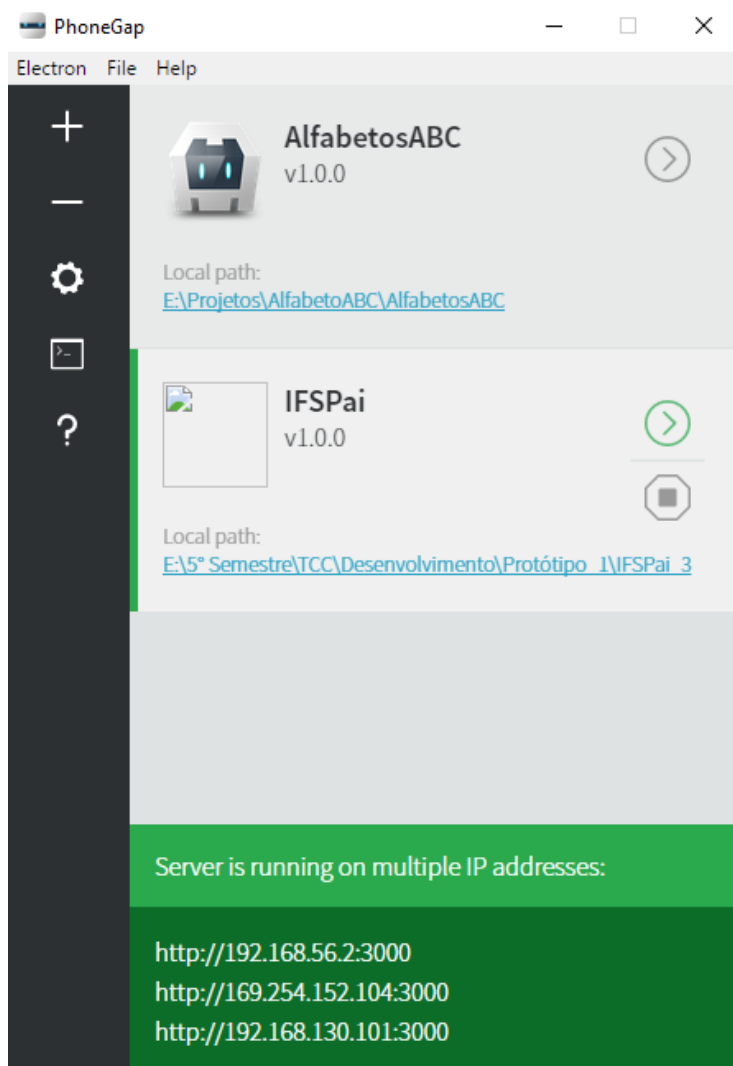 PhoneGap
Electron File Help
AlfabetosABC
v1.0.0
Local path:
E:\Projetos\AlfabetoABC\AlfabetosABC
IFSPai
v1.0.0
Local path:
E:\5° Semestre\TCC\Desenvolvimento\Protótipo_1\IFSPai_3
Server is running on multiple IP addresses:
http://192.168.56.2:3000
http://169.254.152.104:3000
http://192.168.130.101:3000